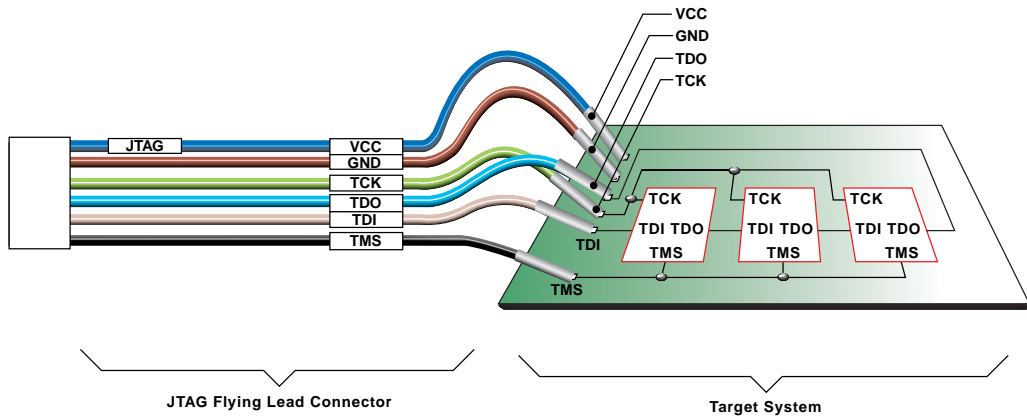 VCC
GND
TDO
TCK
JTAG
VCC
GND
TCK
TDO
TDI
TMS
TDI
TMS
TCK
TDI TDO
TMS
TCK
TDI TDO
TMS
TCK
TDI TDO
TMS
JTAG Flying Lead Connector
Target System